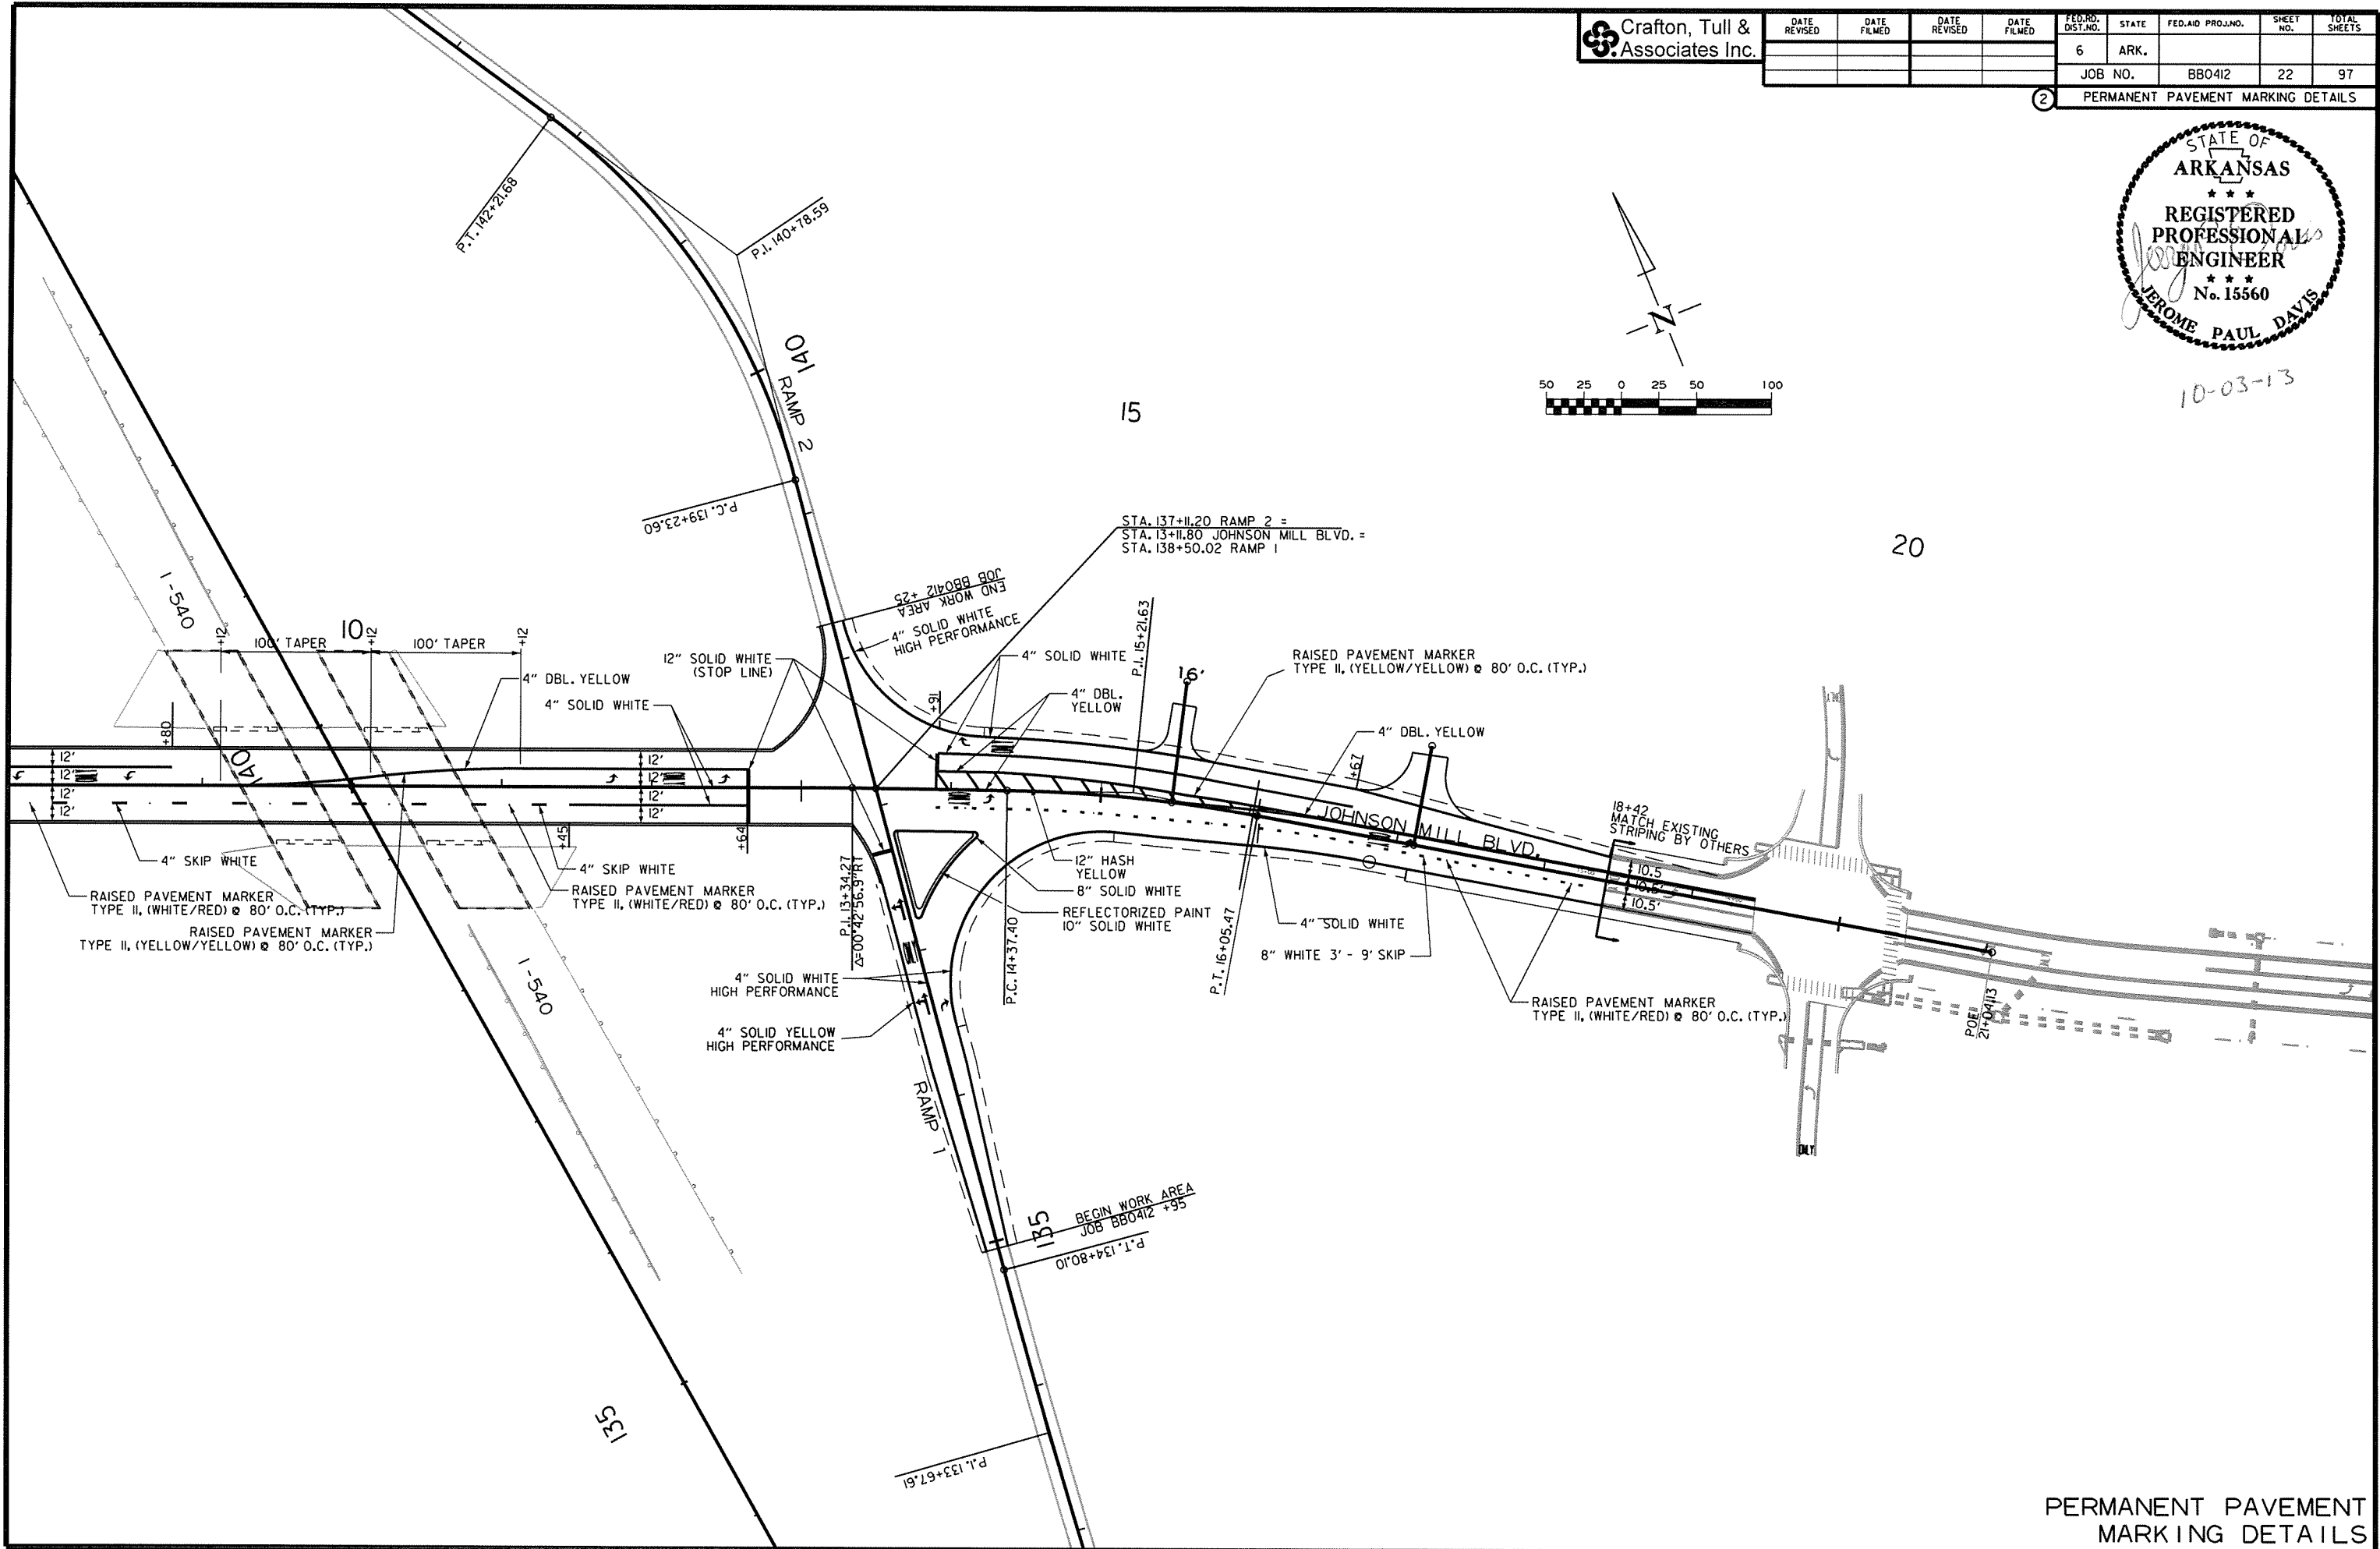 Crafton, Tull &
Associates Inc.
DATE REVISED
DATE FILMED
DATE REVISED
DATE FILMED
FED.RD. DIST.NO.
STATE
FED.AID PROJ.NO.
SHEET NO.
TOTAL SHEETS
6
ARK.
JOB NO.
BB0412
22
97
2
PERMANENT PAVEMENT MARKING DETAILS
STATE OF
ARKANSAS
★ ★ ★
REGISTERED
PROFESSIONAL
ENGINEER
★ ★ ★
No. 15560
JEROME PAUL DAVIS
10-03-13
N
50 25 0 25 50 100
P.T. 142+21.68
P.I. 140+78.59
140
RAMP 2
15
20
P.C. 139+23.60
STA. 137+11.20 RAMP 2 =
STA. 13+11.80 JOHNSON MILL BLVD. =
STA. 138+50.02 RAMP 1
END WORK AREA
JOB BB0412 +25
4" SOLID WHITE
HIGH PERFORMANCE
I-540
+12
100' TAPER
10
+12
100' TAPER
+12
12" SOLID WHITE
(STOP LINE)
4" SOLID WHITE
P.I. 15+21.63
16'
RAISED PAVEMENT MARKER
TYPE II, (YELLOW/YELLOW) @ 80' O.C. (TYP.)
4" DBL. YELLOW
4" SOLID WHITE
4" DBL.
YELLOW
+91
4" DBL. YELLOW
+80
140
12'
12'
12'
12'
12'
12'
12'
12'
+67
JOHNSON MILL BLVD.
18+42
MATCH EXISTING
STRIPING BY OTHERS
10.5
10.5'
10.5'
+45
+64
4" SKIP WHITE
4" SKIP WHITE
RAISED PAVEMENT MARKER
TYPE II, (WHITE/RED) @ 80' O.C. (TYP.)
RAISED PAVEMENT MARKER
TYPE II, (WHITE/RED) @ 80' O.C. (TYP.)
RAISED PAVEMENT MARKER
TYPE II, (YELLOW/YELLOW) @ 80' O.C. (TYP.)
P.I. 13+34.27
Δ=00°42'56.9"RT
12" HASH
YELLOW
8" SOLID WHITE
REFLECTORIZED PAINT
10" SOLID WHITE
P.C. 14+37.40
P.T. 16+05.47
4" SOLID WHITE
8" WHITE 3' - 9' SKIP
RAISED PAVEMENT MARKER
TYPE II, (WHITE/RED) @ 80' O.C. (TYP.)
POE
21+04.13
ONLY
I-540
4" SOLID WHITE
HIGH PERFORMANCE
4" SOLID YELLOW
HIGH PERFORMANCE
RAMP 1
135
BEGIN WORK AREA
JOB BB0412 +95
P.T. 134+80.10
135
P.I. 133+67.61
PERMANENT PAVEMENT
MARKING DETAILS